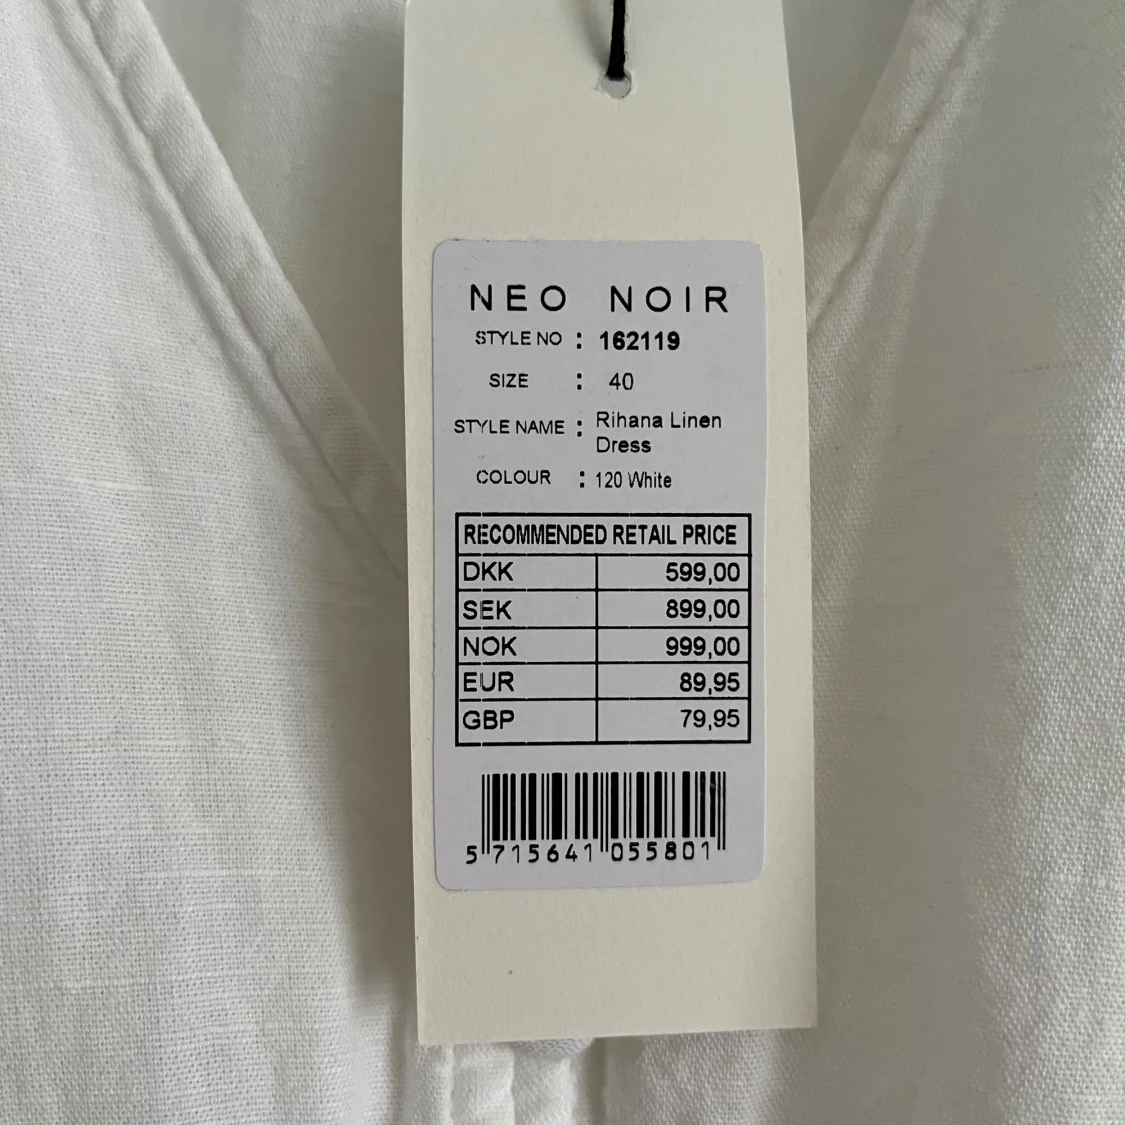 NEO NOIR
STYLE NO : 162119
SIZE : 40
STYLE NAME : Rihana Linen
Dress
COLOUR : 120 White
RECOMMENDED RETAIL PRICE
DKK 599,00
SEK 899,00
NOK 999,00
EUR 89,95
GBP 79,95
5 715641 055801